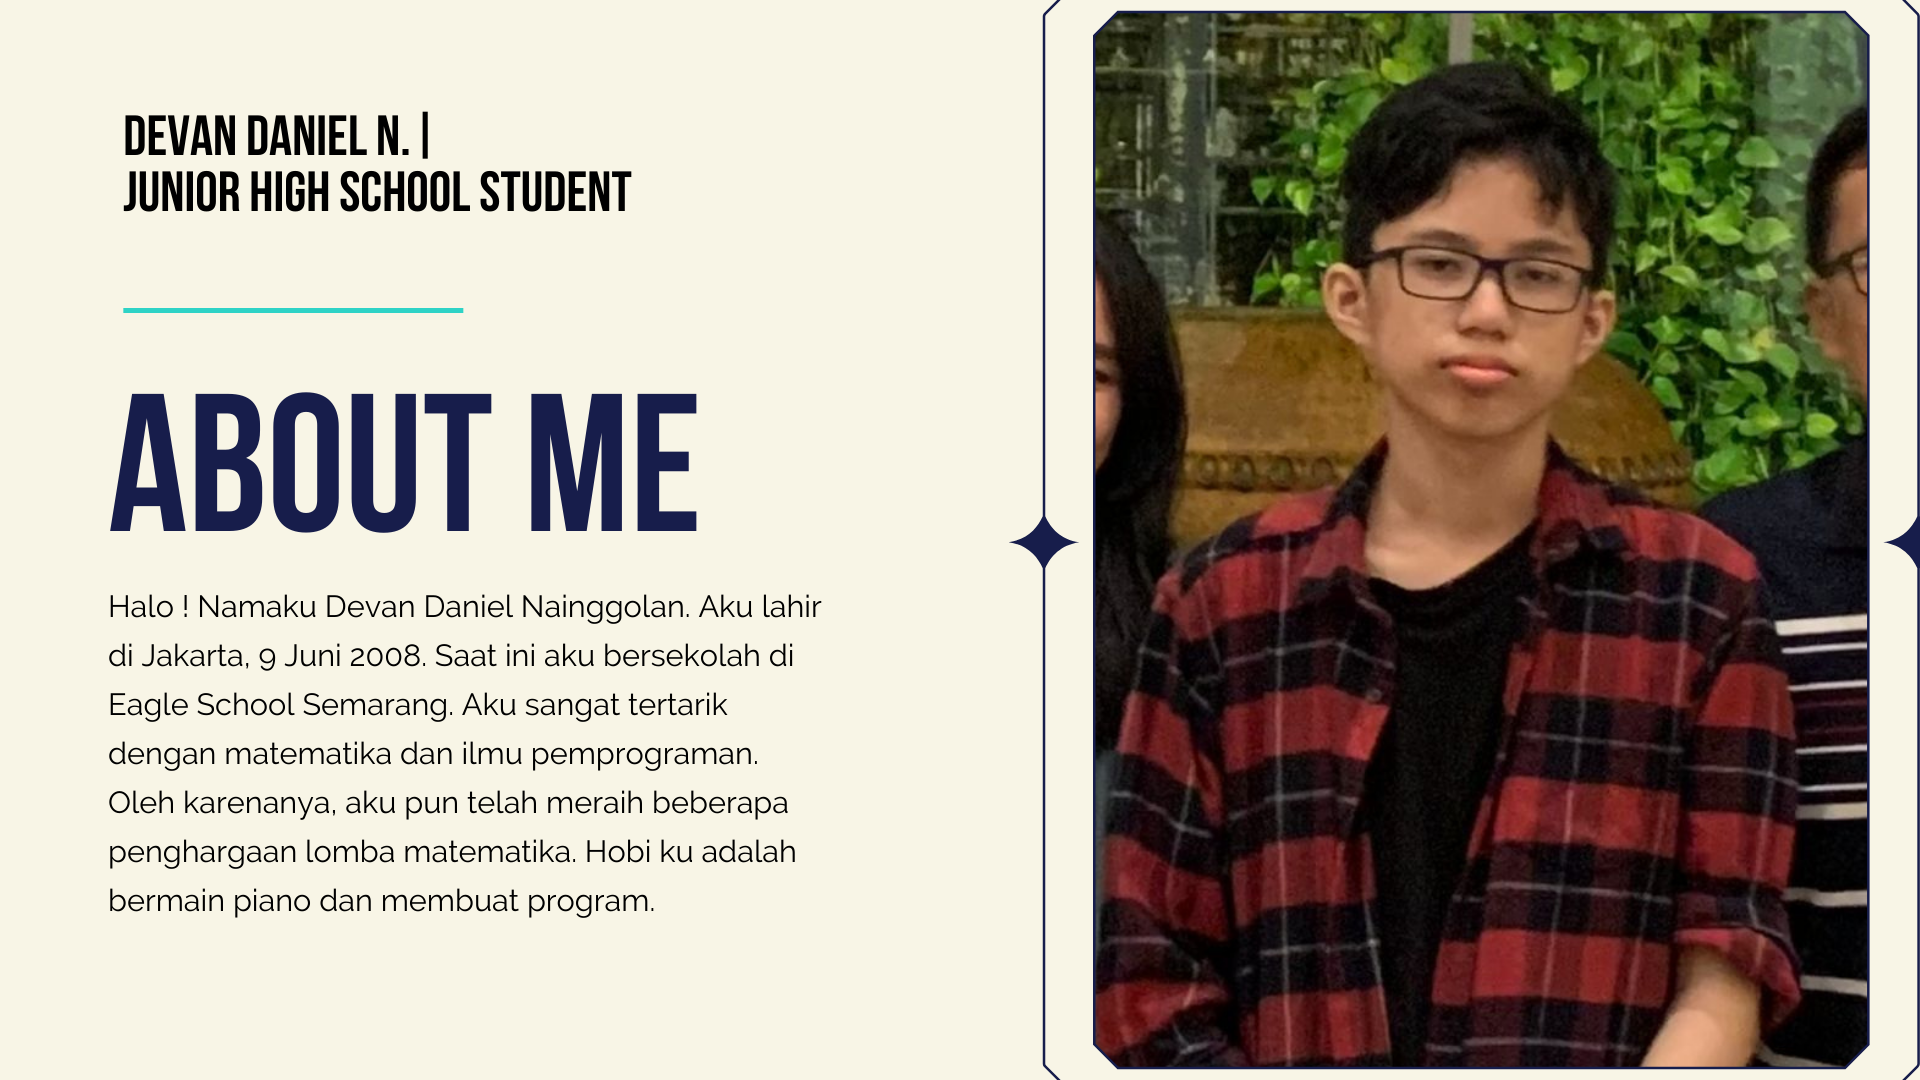 DEVAN DANIEL N. |
JUNIOR HIGH SCHOOL STUDENT
ABOUT ME
Halo ! Namaku Devan Daniel Nainggolan. Aku lahir
di Jakarta, 9 Juni 2008. Saat ini aku bersekolah di
Eagle School Semarang. Aku sangat tertarik
dengan matematika dan ilmu pemprograman.
Oleh karenanya, aku pun telah meraih beberapa
penghargaan lomba matematika. Hobi ku adalah
bermain piano dan membuat program.